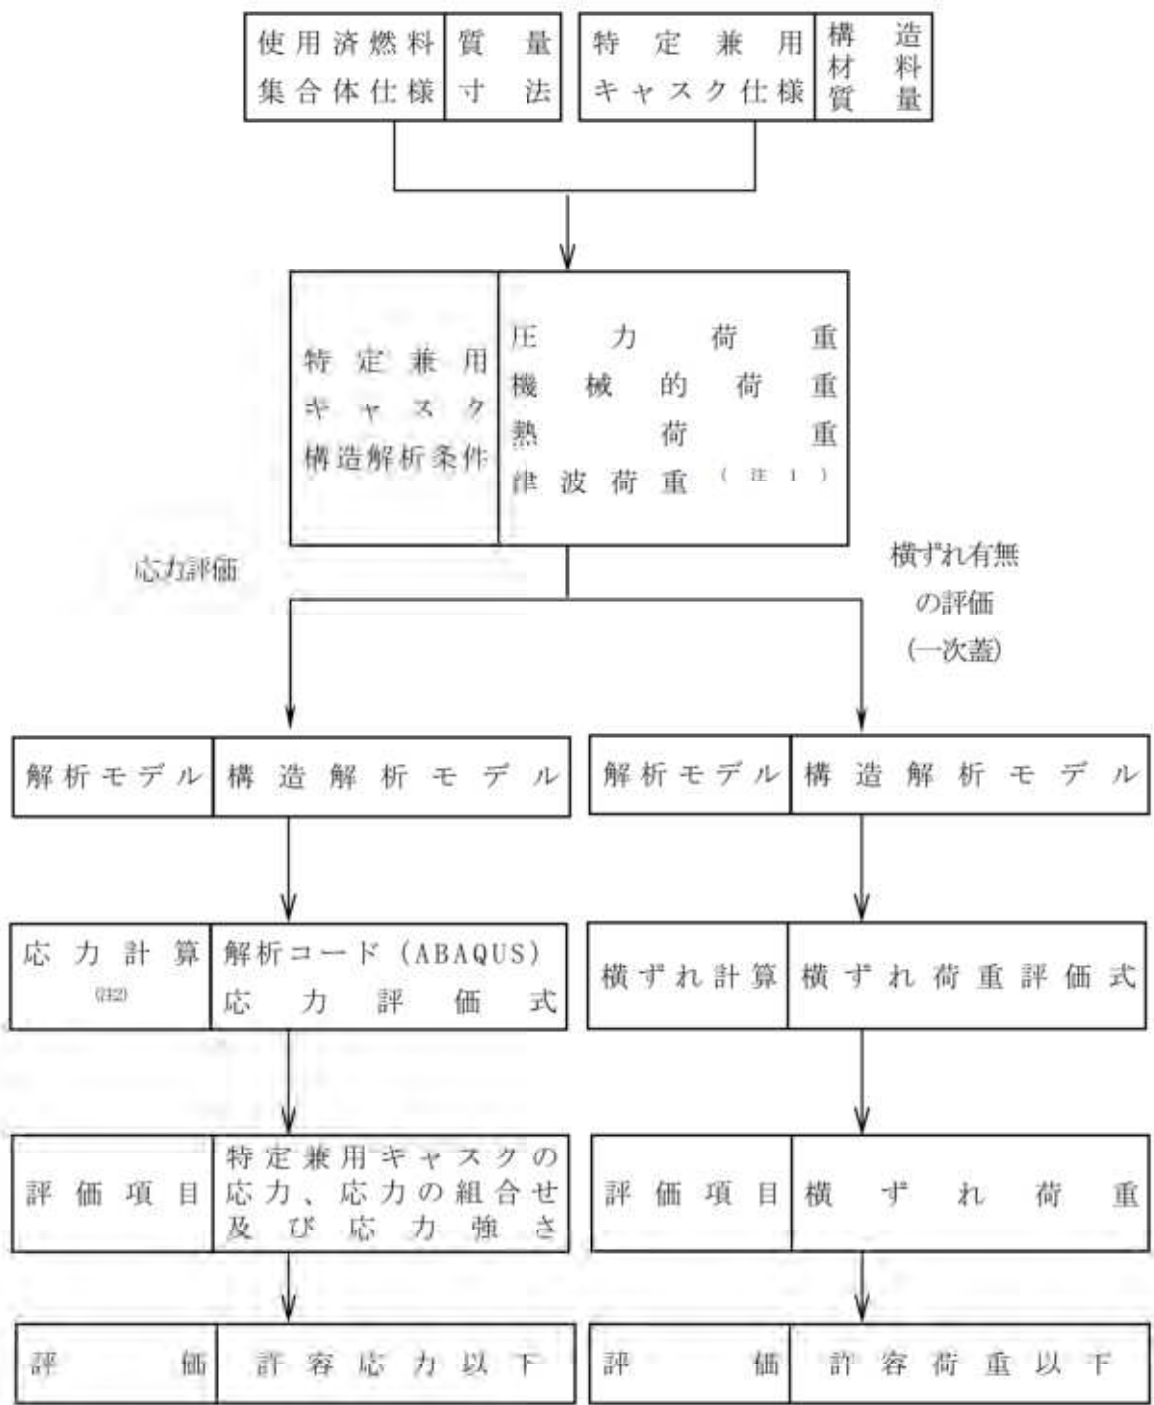 使用済燃料
集合体仕様
質量
寸法
特定兼用
キャスク仕様
構造
材料
質量
特定兼用
キャスク
構造解析条件
圧力荷重
機械的荷重
熱荷重
津波荷重(注1)
応力評価
横ずれ有無
の評価
(一次蓋)
解析モデル
構造解析モデル
応力計算
(注2)
解析コード(ABAQUS)
応力評価式
評価項目
特定兼用キャスクの
応力、応力の組合せ
及び応力強さ
評価
許容応力以下
解析モデル
構造解析モデル
横ずれ計算
横ずれ荷重評価式
評価項目
横ずれ荷重
評価
許容荷重以下